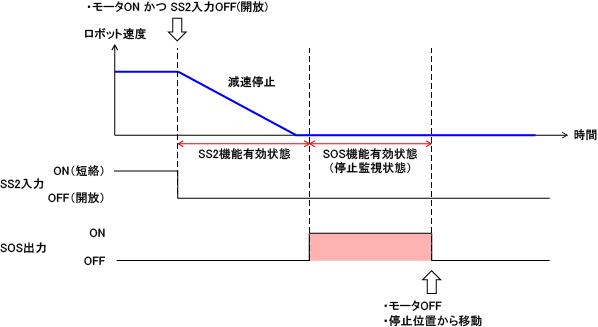 ・モータON かつ SS2入力OFF(開放)
ロボット速度
減速停止
時間
SS2機能有効状態
SOS機能有効状態
(停止監視状態)
ON(短絡)
SS2入力
OFF(開放)
ON
SOS出力
OFF
・モータOFF
・停止位置から移動